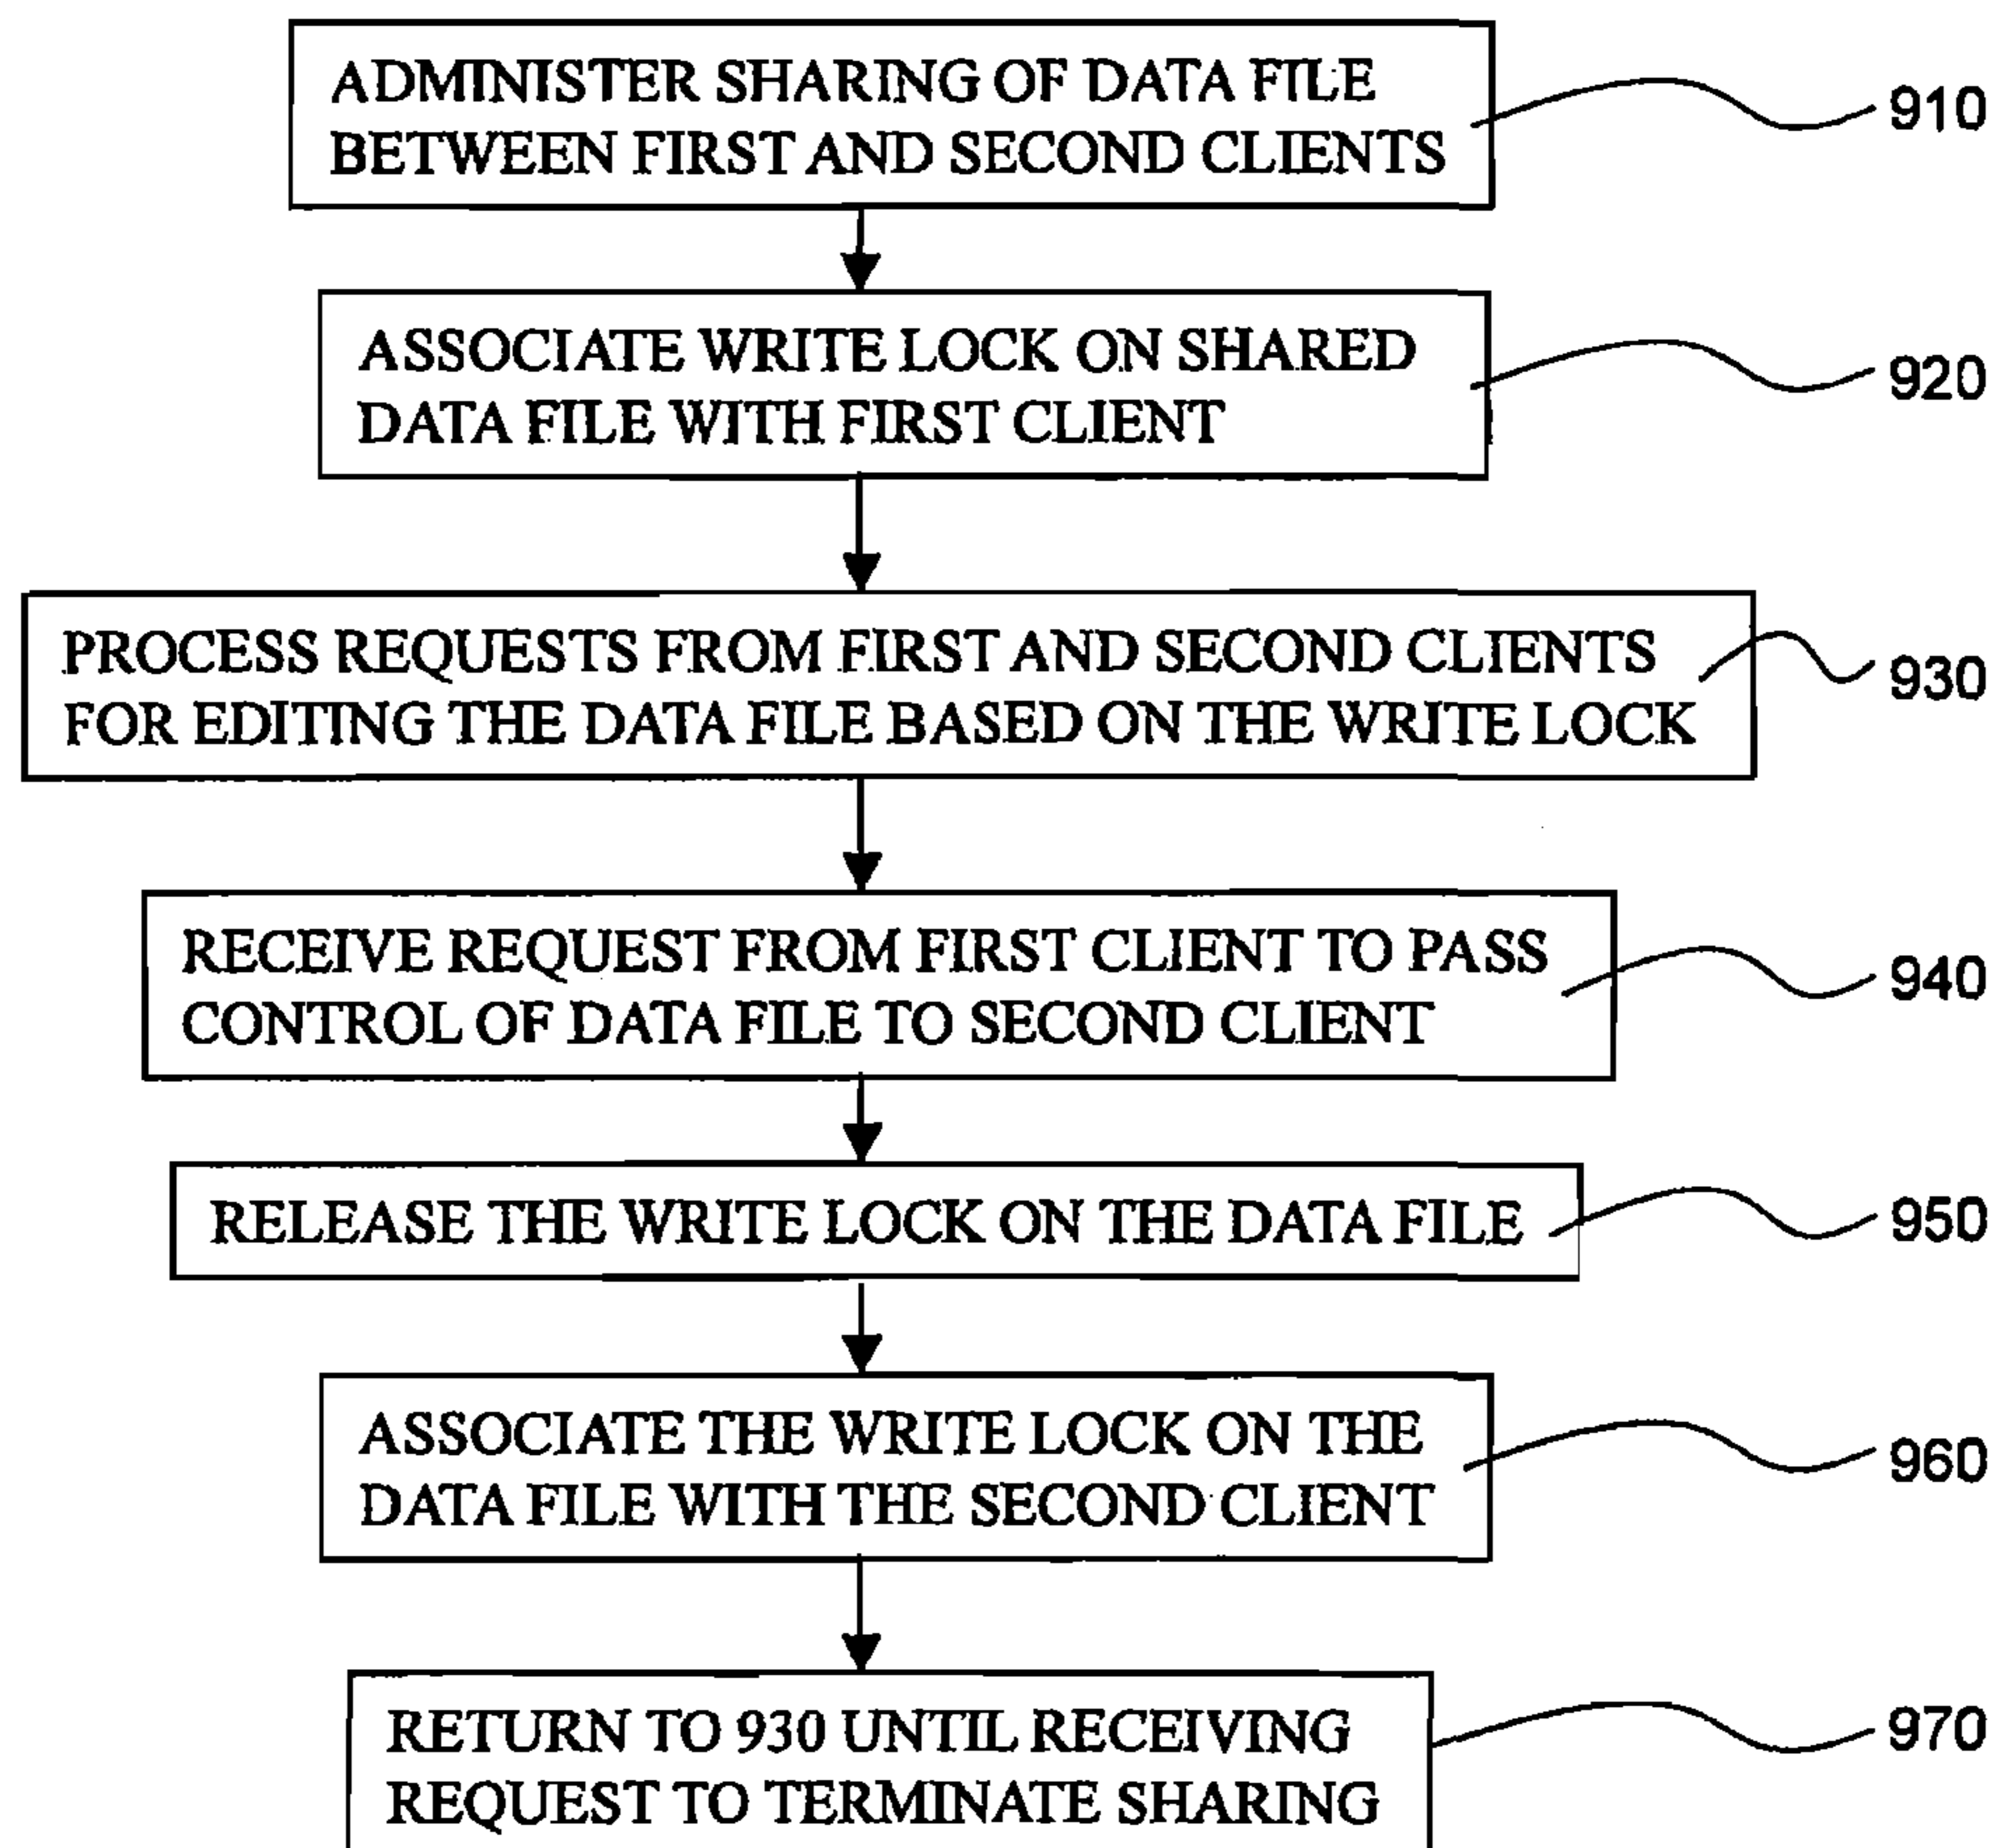 ADMINISTER SHARING OF DATA FILE
BETWEEN FIRST AND SECOND CLIENTS
910
ASSOCIATE WRITE LOCK ON SHARED
DATA FILE WITH FIRST CLIENT
920
PROCESS REQUESTS FROM FIRST AND SECOND CLIENTS
FOR EDITING THE DATA FILE BASED ON THE WRITE LOCK
930
RECEIVE REQUEST FROM FIRST CLIENT TO PASS
CONTROL OF DATA FILE TO SECOND CLIENT
940
RELEASE THE WRITE LOCK ON THE DATA FILE
950
ASSOCIATE THE WRITE LOCK ON THE
DATA FILE WITH THE SECOND CLIENT
960
RETURN TO 930 UNTIL RECEIVING
REQUEST TO TERMINATE SHARING
970